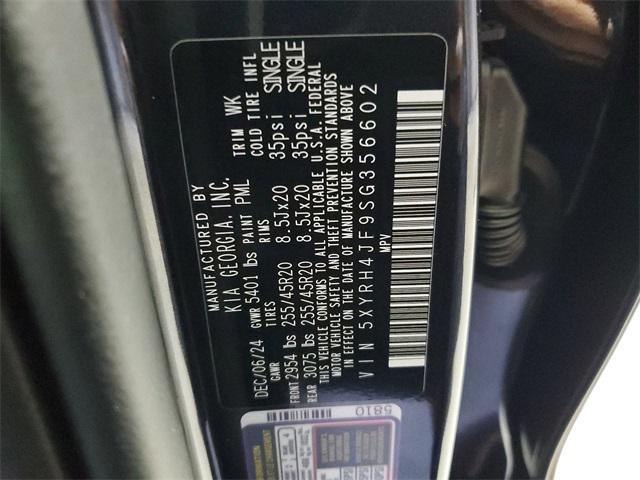 MANUFACTURED BY
KIA GEORGIA, INC.
DEC/06/24 GVWR 5401 lbs PAINT PML TRIM WK
GAWR TIRES RIMS COLD TIRE INFL
FRONT 2954 lbs 255/45R20 8.5Jx20 35psi SINGLE
REAR 3075 lbs 255/45R20 8.5Jx20 35psi SINGLE
THIS VEHICLE CONFORMS TO ALL APPLICABLE U.S.A. FEDERAL
MOTOR VEHICLE SAFETY AND THEFT PREVENTION STANDARDS
IN EFFECT ON THE DATE OF MANUFACTURE SHOWN ABOVE
MPV
VIN 5XYRH4JF9SG356602
5810